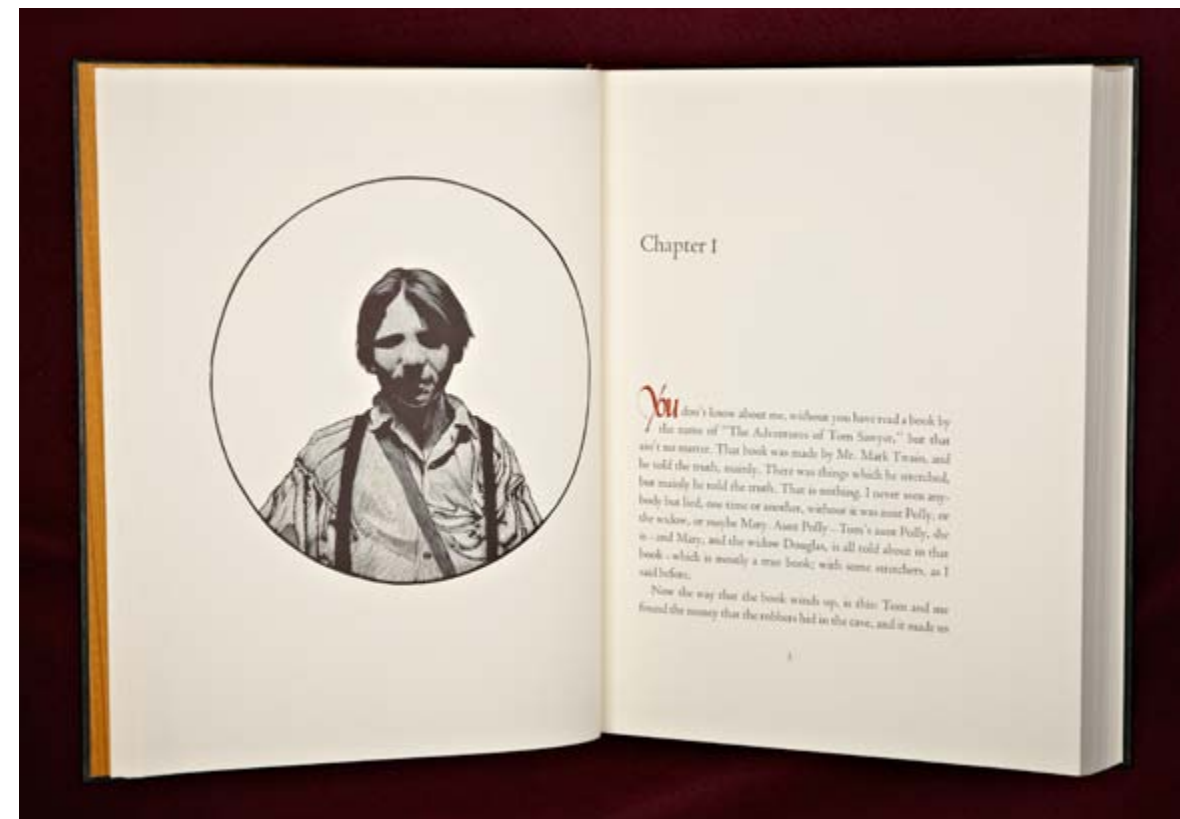 Chapter I
You don't know about me, without you have read a book by
the name of "The Adventures of Tom Sawyer," but that
ain't no matter. That book was made by Mr. Mark Twain, and
he told the truth, mainly. There was things which he stretched,
but mainly he told the truth. That is nothing. I never seen any-
body but lied, one time or another, without it was aunt Polly, or
the widow, or maybe Mary. Aunt Polly - Tom's aunt Polly, she
is - and Mary, and the widow Douglas, is all told about in that
book - which is mostly a true book; with some stretchers, as I
said before.
Now the way that the book winds up, is this: Tom and me
found the money that the robbers hid in the cave, and it made us